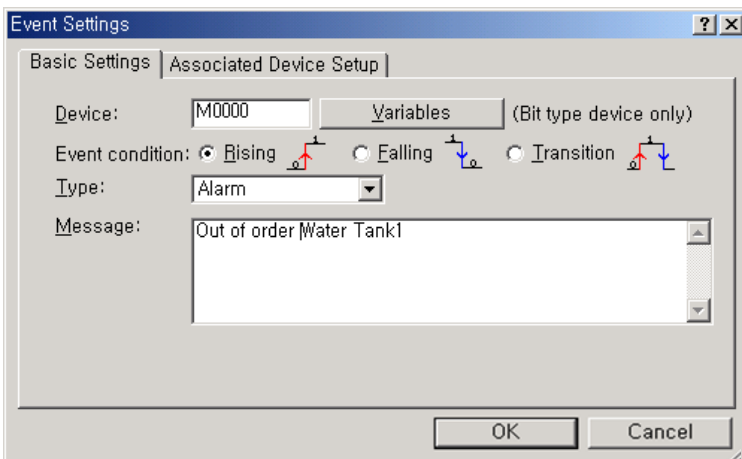 Event Settings ? X
Basic Settings Associated Device Setup
Device: M0000 Variables (Bit type device only)
Event condition: Rising 0 1 Falling 1 0 Transition 0 1
Type: Alarm
Message: Out of order Water Tank1
OK Cancel